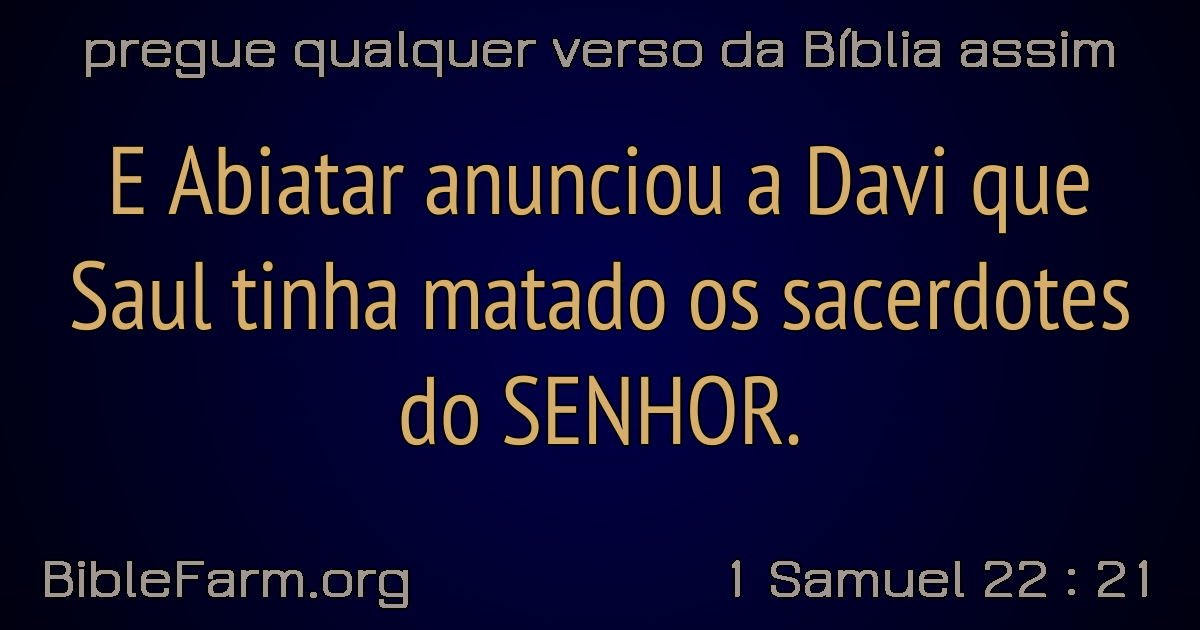 pregue qualquer verso da Bíblia assim
E Abiatar anunciou a Davi que
Saul tinha matado os sacerdotes
do SENHOR.
BibleFarm.org
1 Samuel 22 : 21